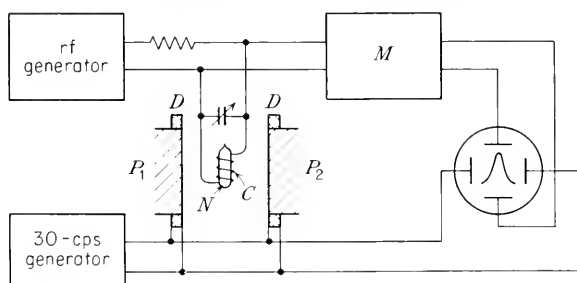 rf
generator
M
D
D
P₁
P₂
N
C
30-cps
generator